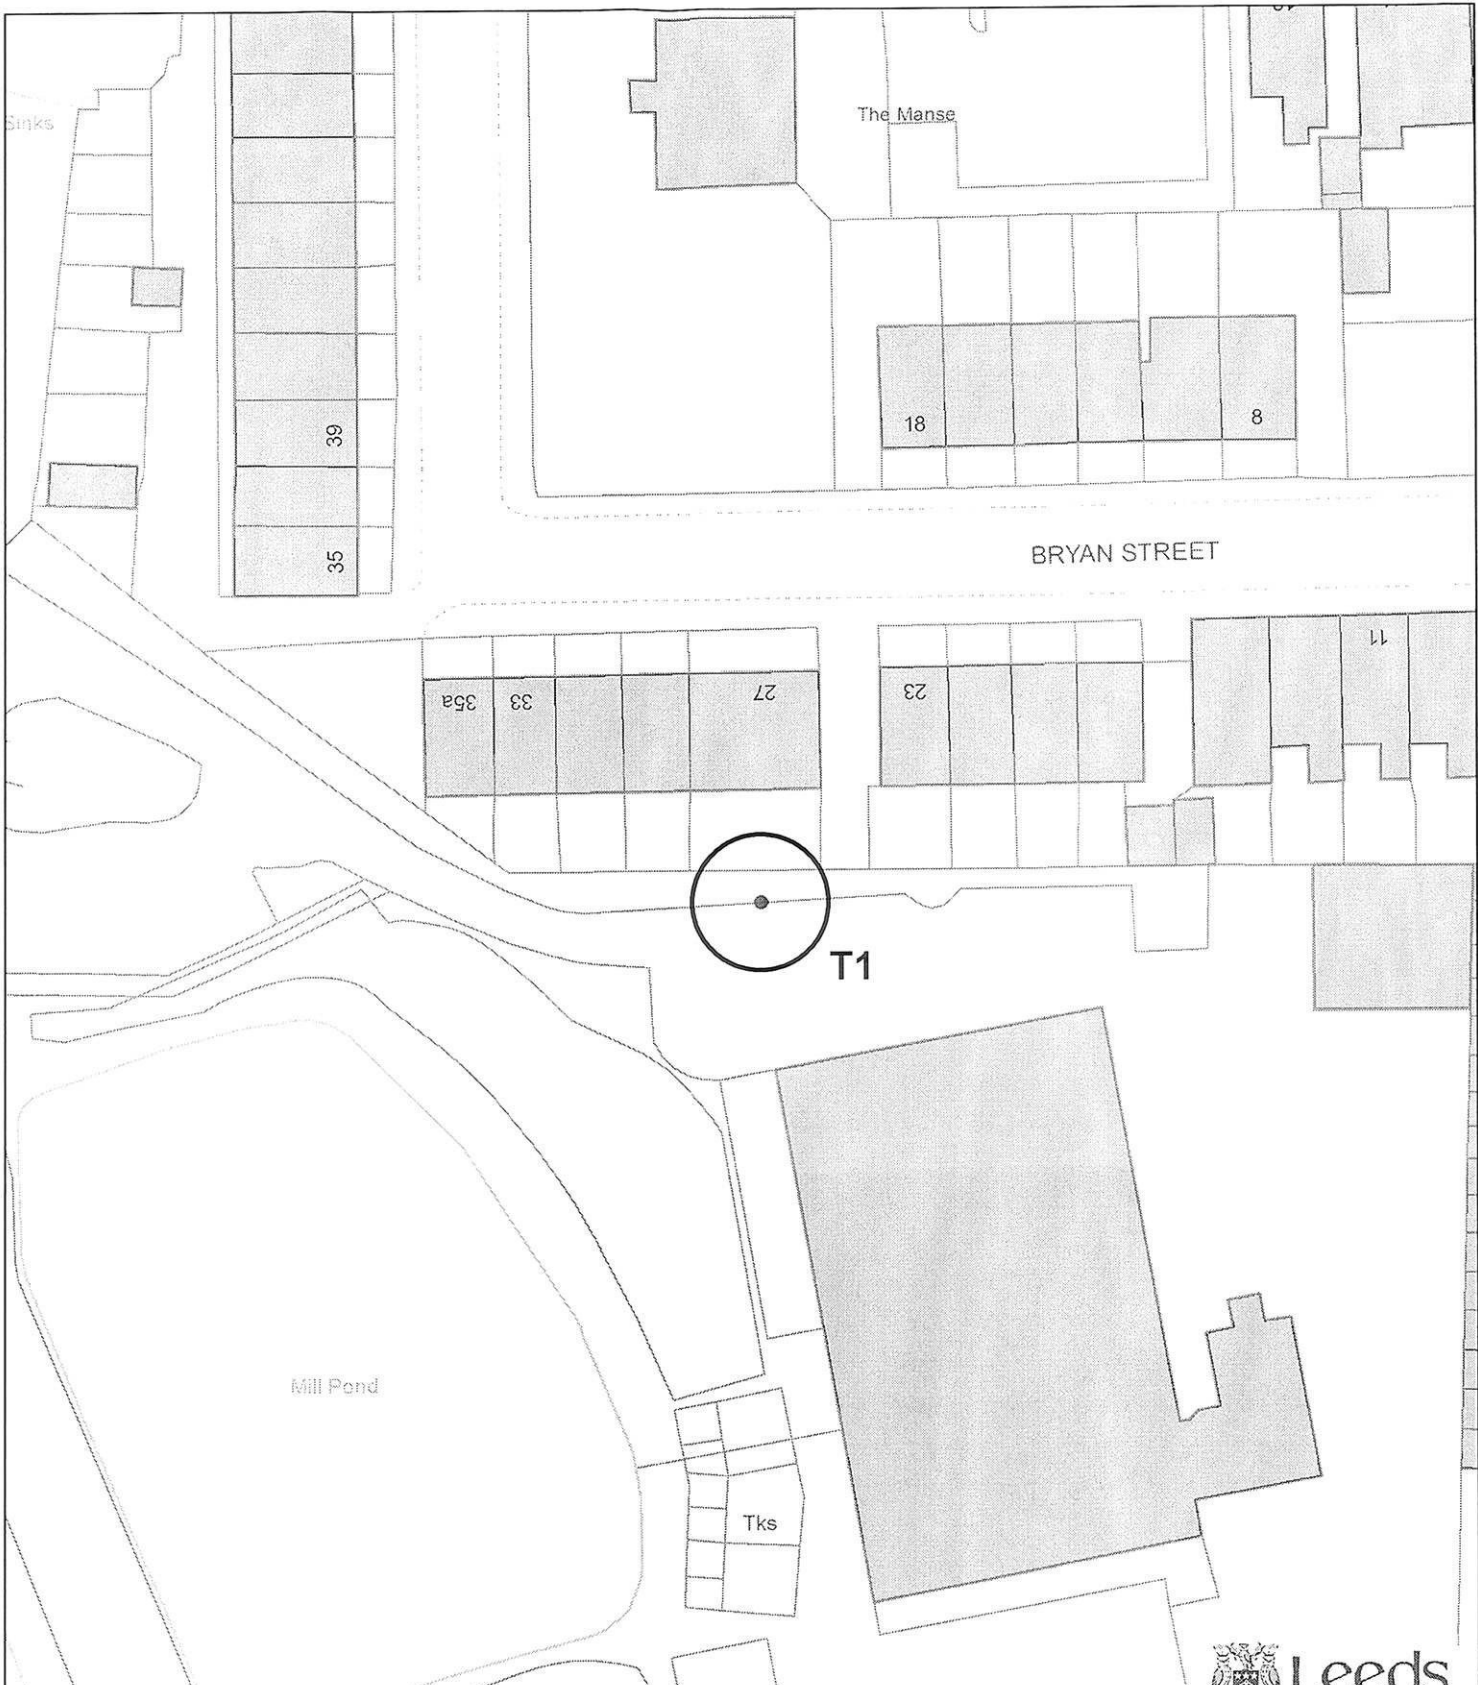 The Manse
Sinks
18
8
39
35
BRYAN STREET
11
35a
33
27
23
T1
Mill Pond
Tks
Leeds